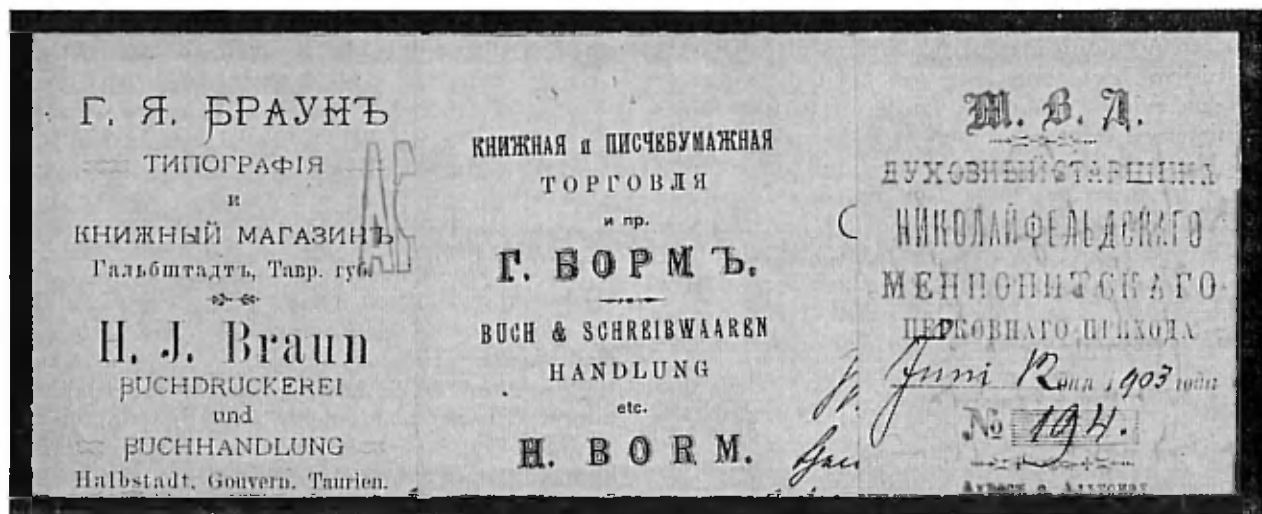 Г. Я. БРАУНЪ
ТИПОГРАФІЯ
и
КНИЖНЫЙ МАГАЗИНЪ
Гальбштадтъ, Тавр. губ.
H. J. Braun
BUCHDRUCKEREI
und
BUCHHANDLUNG
Halbstadt, Gouvern. Taurien.
КНИЖНАЯ и ПИСЧЕБУМАЖНАЯ
ТОРГОВЛЯ
и пр.
Г. БОРМЪ.
BUCH & SCHREIBWAAREN
HANDLUNG
etc.
H. BORM.
М. В. Д.
ДУХОВНЫЙ СТАРШИНА
НИКОЛАЙФЕЛЬДСКАГО
МЕННОНИТСКАГО
ЦЕРКОВНАГО ПРИХОДА
Juni 12 дня 1903 года
№ 194.